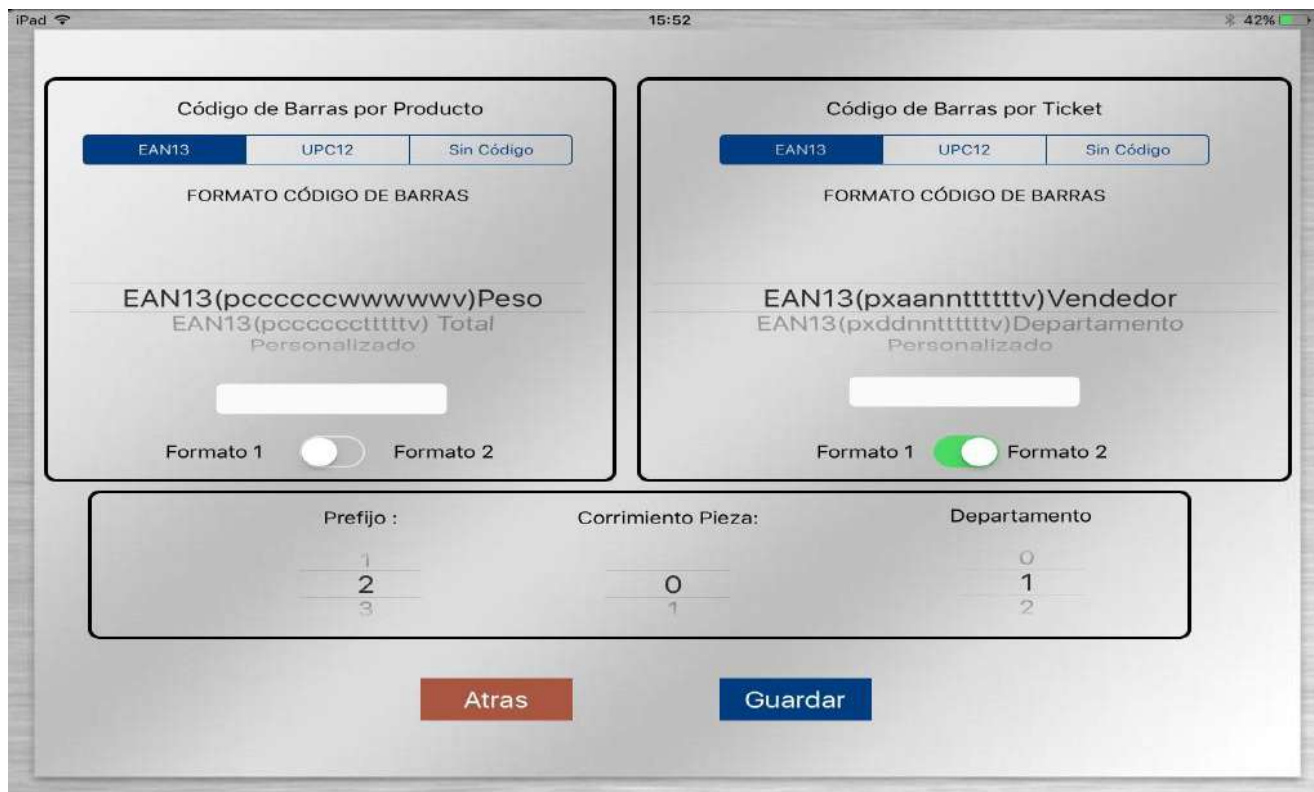 iPad 15:52 42%
Código de Barras por Producto
EAN13 UPC12 Sin Código
FORMATO CÓDIGO DE BARRAS
EAN13(pccccccwwwwwv)Peso
EAN13(pcccccctttttv) Total
Personalizado
Formato 1 Formato 2
Código de Barras por Ticket
EAN13 UPC12 Sin Código
FORMATO CÓDIGO DE BARRAS
EAN13(pxaannttttttv)Vendedor
EAN13(pxddnnttttttv)Departamento
Personalizado
Formato 1 Formato 2
Prefijo :
1
2
3
Corrimiento Pieza:
0
1
Departamento
0
1
2
Atras Guardar